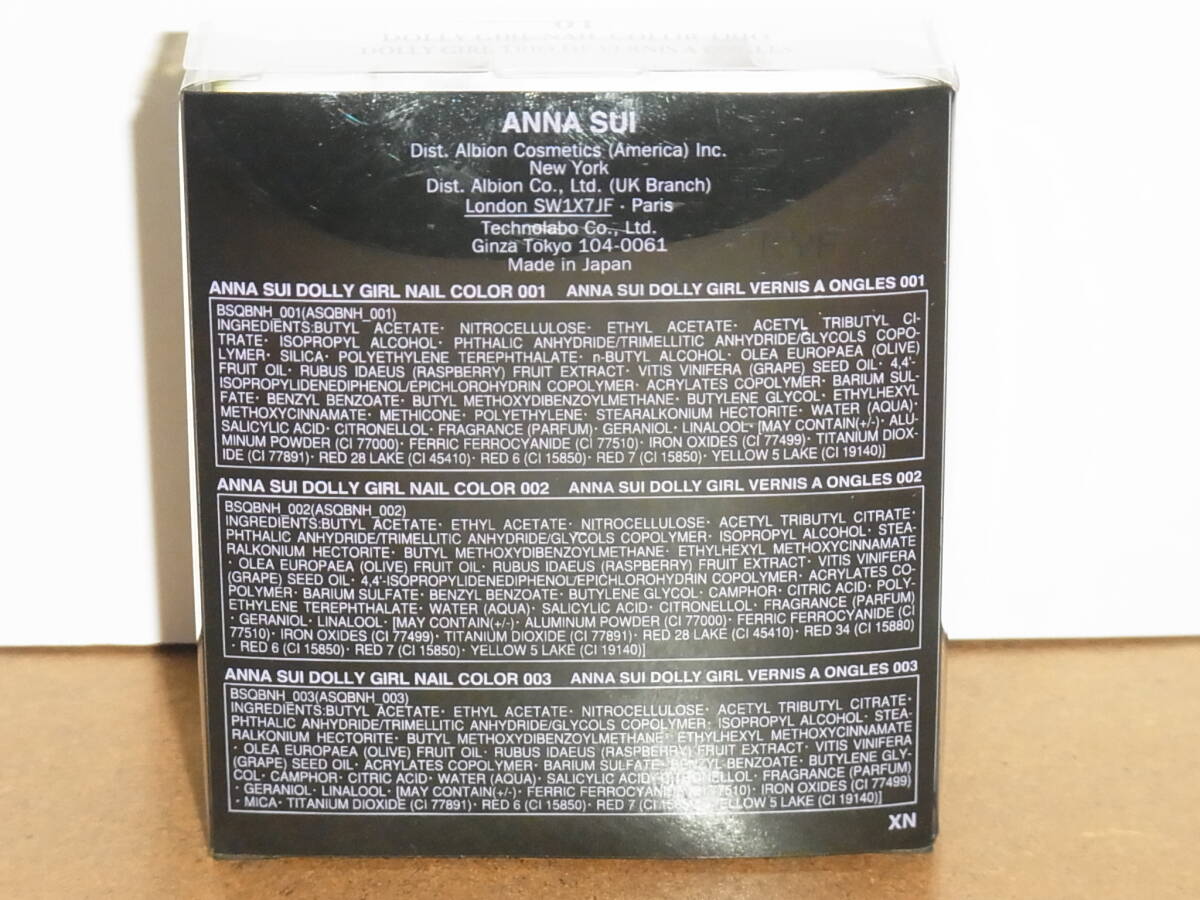 01
DOLLY GIRL NAIL COLOR TRIO
DOLLY GIRL TRIO DE VERNIS A ONGLES
ANNA SUI
Dist. Albion Cosmetics (America) Inc.
New York
Dist. Albion Co., Ltd. (UK Branch)
London SW1X7JF · Paris
Technolabo Co., Ltd.
Ginza Tokyo 104-0061
Made in Japan
ANNA SUI DOLLY GIRL NAIL COLOR 001 ANNA SUI DOLLY GIRL VERNIS A ONGLES 001
BSQBNH_001(ASQBNH_001)
INGREDIENTS:BUTYL ACETATE· NITROCELLULOSE· ETHYL ACETATE· ACETYL TRIBUTYL CI-
TRATE· ISOPROPYL ALCOHOL· PHTHALIC ANHYDRIDE/TRIMELLITIC ANHYDRIDE/GLYCOLS COPO-
LYMER· SILICA· POLYETHYLENE TEREPHTHALATE· n-BUTYL ALCOHOL· OLEA EUROPAEA (OLIVE)
FRUIT OIL· RUBUS IDAEUS (RASPBERRY) FRUIT EXTRACT· VITIS VINIFERA (GRAPE) SEED OIL· 4,4'-
ISOPROPYLIDENEDIPHENOL/EPICHLOROHYDRIN COPOLYMER· ACRYLATES COPOLYMER· BARIUM SUL-
FATE· BENZYL BENZOATE· BUTYL METHOXYDIBENZOYLMETHANE· BUTYLENE GLYCOL· ETHYLHEXYL
METHOXYCINNAMATE· METHICONE· POLYETHYLENE· STEARALKONIUM HECTORITE· WATER (AQUA)·
SALICYLIC ACID· CITRONELLOL· FRAGRANCE (PARFUM)· GERANIOL· LINALOOL· [MAY CONTAIN(+/-)· ALU-
MINUM POWDER (CI 77000)· FERRIC FERROCYANIDE (CI 77510)· IRON OXIDES (CI 77499)· TITANIUM DIOX-
IDE (CI 77891)· RED 28 LAKE (CI 45410)· RED 6 (CI 15850)· RED 7 (CI 15850)· YELLOW 5 LAKE (CI 19140)]
ANNA SUI DOLLY GIRL NAIL COLOR 002 ANNA SUI DOLLY GIRL VERNIS A ONGLES 002
BSQBNH_002(ASQBNH_002)
INGREDIENTS:BUTYL ACETATE· ETHYL ACETATE· NITROCELLULOSE· ACETYL TRIBUTYL CITRATE·
PHTHALIC ANHYDRIDE/TRIMELLITIC ANHYDRIDE/GLYCOLS COPOLYMER· ISOPROPYL ALCOHOL· STEA-
RALKONIUM HECTORITE· BUTYL METHOXYDIBENZOYLMETHANE· ETHYLHEXYL METHOXYCINNAMATE
· OLEA EUROPAEA (OLIVE) FRUIT OIL· RUBUS IDAEUS (RASPBERRY) FRUIT EXTRACT· VITIS VINIFERA
(GRAPE) SEED OIL· 4,4'-ISOPROPYLIDENEDIPHENOL/EPICHLOROHYDRIN COPOLYMER· ACRYLATES CO-
POLYMER· BARIUM SULFATE· BENZYL BENZOATE· BUTYLENE GLYCOL· CAMPHOR· CITRIC ACID· POLY-
ETHYLENE TEREPHTHALATE· WATER (AQUA)· SALICYLIC ACID· CITRONELLOL· FRAGRANCE (PARFUM)
· GERANIOL· LINALOOL· [MAY CONTAIN(+/-)· ALUMINUM POWDER (CI 77000)· FERRIC FERROCYANIDE (CI
77510)· IRON OXIDES (CI 77499)· TITANIUM DIOXIDE (CI 77891)· RED 28 LAKE (CI 45410)· RED 34 (CI 15880)
· RED 6 (CI 15850)· RED 7 (CI 15850)· YELLOW 5 LAKE (CI 19140)]
ANNA SUI DOLLY GIRL NAIL COLOR 003 ANNA SUI DOLLY GIRL VERNIS A ONGLES 003
BSQBNH_003(ASQBNH_003)
INGREDIENTS:BUTYL ACETATE· ETHYL ACETATE· NITROCELLULOSE· ACETYL TRIBUTYL CITRATE·
PHTHALIC ANHYDRIDE/TRIMELLITIC ANHYDRIDE/GLYCOLS COPOLYMER· ISOPROPYL ALCOHOL· STEA-
RALKONIUM HECTORITE· BUTYL METHOXYDIBENZOYLMETHANE· ETHYLHEXYL METHOXYCINNAMATE
· OLEA EUROPAEA (OLIVE) FRUIT OIL· RUBUS IDAEUS (RASPBERRY) FRUIT EXTRACT· VITIS VINIFERA
(GRAPE) SEED OIL· ACRYLATES COPOLYMER· BARIUM SULFATE· BENZYL BENZOATE· BUTYLENE GLY-
COL· CAMPHOR· CITRIC ACID· WATER (AQUA)· SALICYLIC ACID· CITRONELLOL· FRAGRANCE (PARFUM)
· GERANIOL· LINALOOL· [MAY CONTAIN(+/-)· FERRIC 77510)· IRON OXIDES (CI 77499)
· MICA· TITANIUM DIOXIDE (CI 77891)· RED 6 (CI 15850)· RED 7 5 LAKE (CI 19140)]
XN